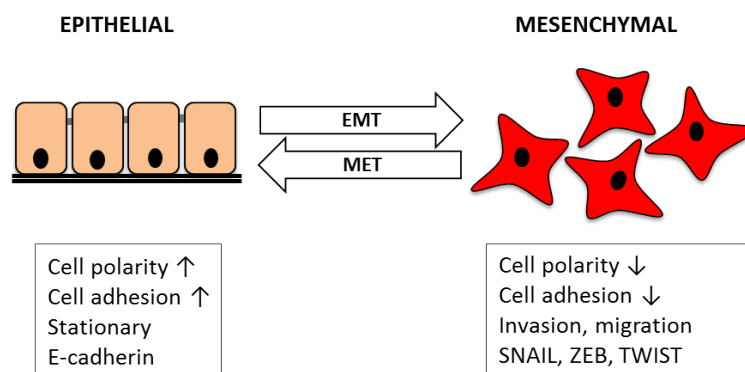 EPITHELIAL
MESENCHYMAL
EMT
MET
Cell polarity ↑
Cell adhesion ↑
Stationary
E-cadherin
Cell polarity ↓
Cell adhesion ↓
Invasion, migration
SNAIL, ZEB, TWIST